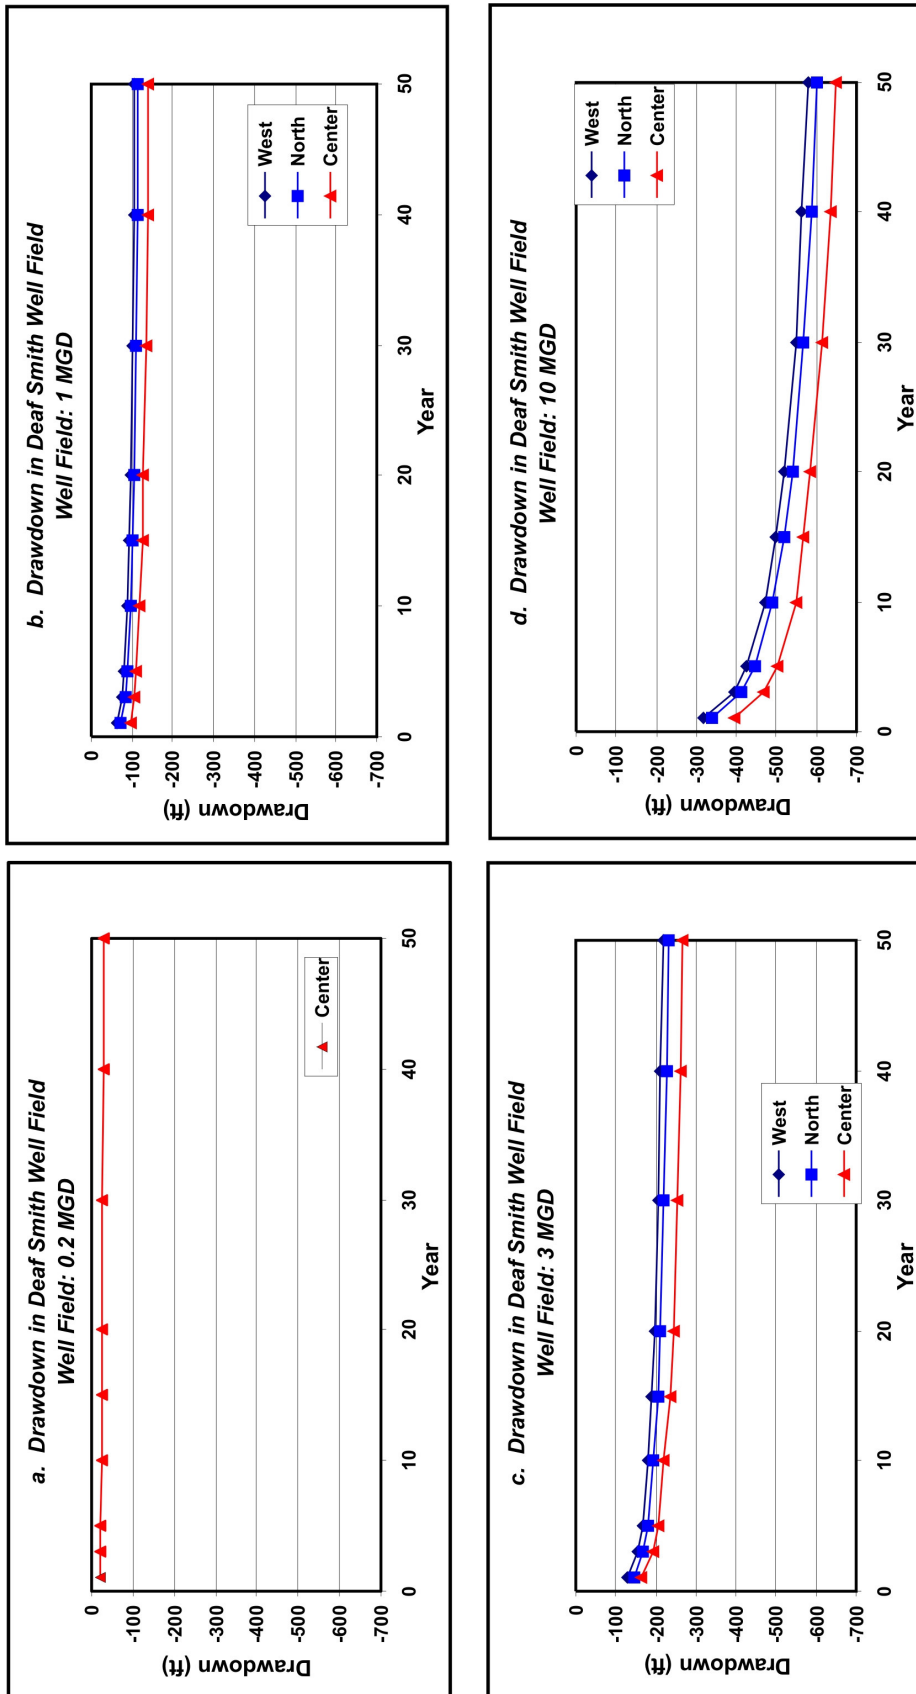 a. Drawdown in Deaf Smith Well Field
Well Field: 0.2 MGD
Drawdown (ft)
0
-100
-200
-300
-400
-500
-600
-700
0
10
20
30
40
50
Year
Center
b. Drawdown in Deaf Smith Well Field
Well Field: 1 MGD
Drawdown (ft)
0
-100
-200
-300
-400
-500
-600
-700
0
10
20
30
40
50
Year
West
North
Center
c. Drawdown in Deaf Smith Well Field
Well Field: 3 MGD
Drawdown (ft)
0
-100
-200
-300
-400
-500
-600
-700
0
10
20
30
40
50
Year
West
North
Center
d. Drawdown in Deaf Smith Well Field
Well Field: 10 MGD
Drawdown (ft)
0
-100
-200
-300
-400
-500
-600
-700
0
10
20
30
40
50
Year
West
North
Center